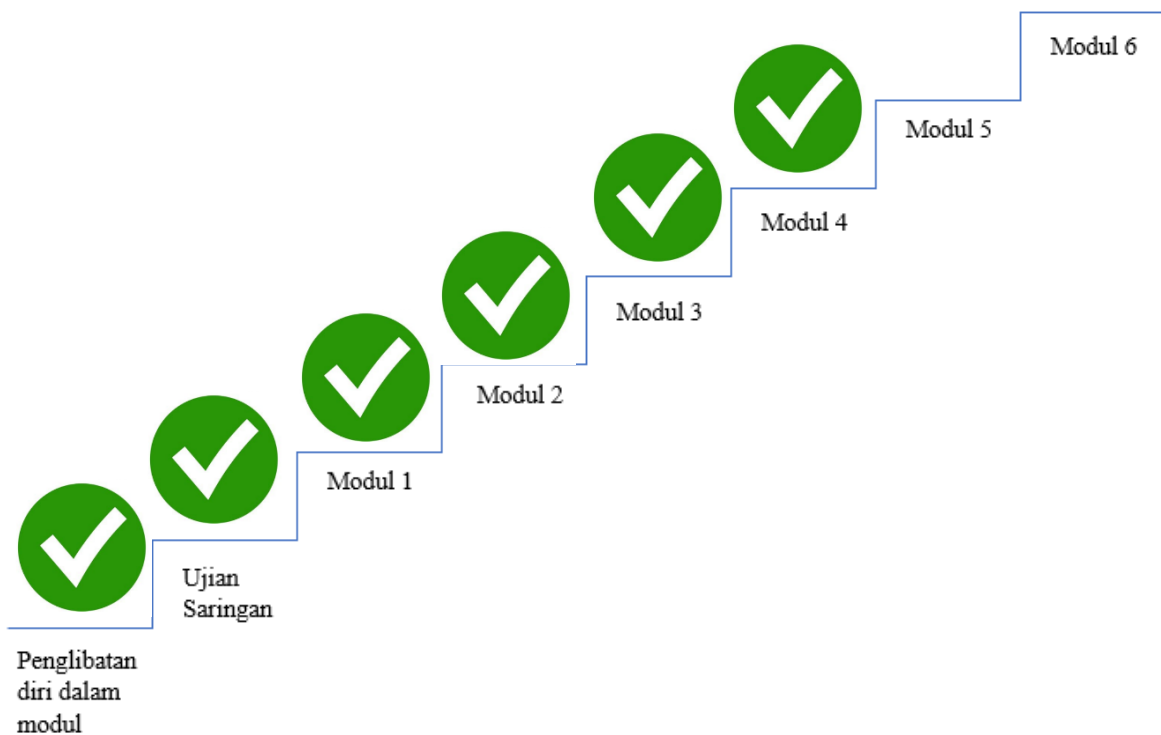 Modul 6
Modul 5
Modul 4
Modul 3
Modul 2
Modul 1
Ujian
Saringan
Penglibatan
diri dalam
modul